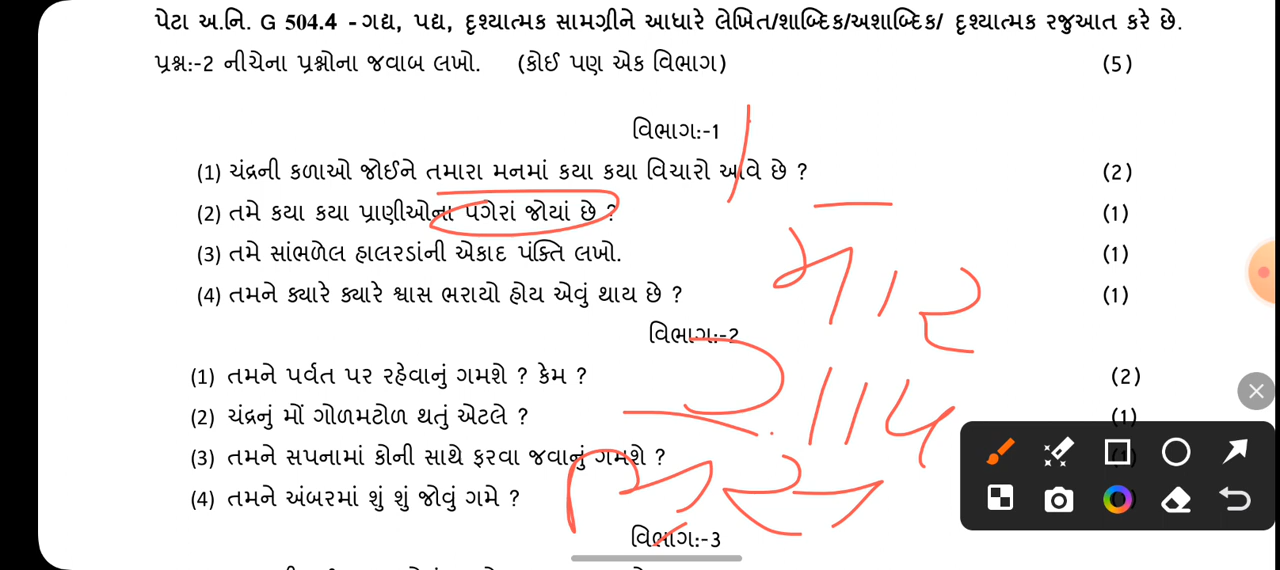 પેટા અ.નિ. G 504.4 - ગદ્ય, પદ્ય, દૃશ્યાત્મક સામગ્રીને આધારે લેખિત/શાબ્દિક/અશાબ્દિક/ દૃશ્યાત્મક રજુઆત કરે છે.
પ્રશ્ન:-2 નીચેના પ્રશ્નોના જવાબ લખો. (કોઈ પણ એક વિભાગ) (5)
વિભાગ:-1
(1) ચંદ્રની કળાઓ જોઈને તમારા મનમાં કયા કયા વિચારો આવે છે ? (2)
(2) તમે કયા કયા પ્રાણીઓના પગેરાં જોયાં છે ? (1)
(3) તમે સાંભળેલ હાલરડાંની એકાદ પંક્તિ લખો. (1)
(4) તમને ક્યારે ક્યારે શ્વાસ ભરાયો હોય એવું થાય છે ? (1)
વિભાગ:-2
(1) તમને પર્વત પર રહેવાનું ગમશે ? કેમ ? (2)
(2) ચંદ્રનું મોં ગોળમટોળ થતું એટલે ? (1)
(3) તમને સપનામાં કોની સાથે ફરવા જવાનું ગમશે ?
(4) તમને અંબરમાં શું શું જોવું ગમે ?
વિભાગ:-3